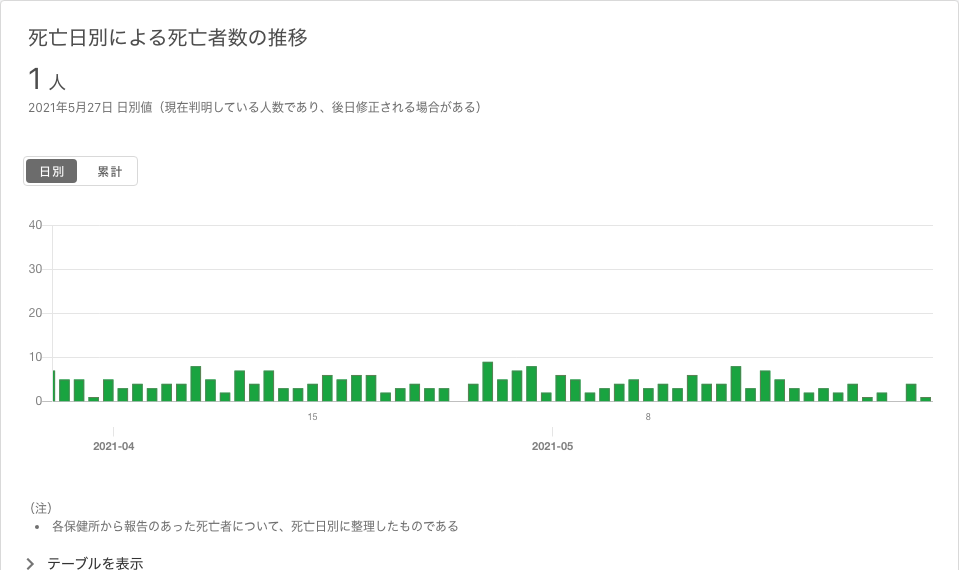 死亡日別による死亡者数の推移
1 人
2021年5月27日 日別値（現在判明している人数であり、後日修正される場合がある）
日別 累計
40
30
20
10
0
15 8
2021-04 2021-05
（注）
• 各保健所から報告のあった死亡者について、死亡日別に整理したものである
テーブルを表示